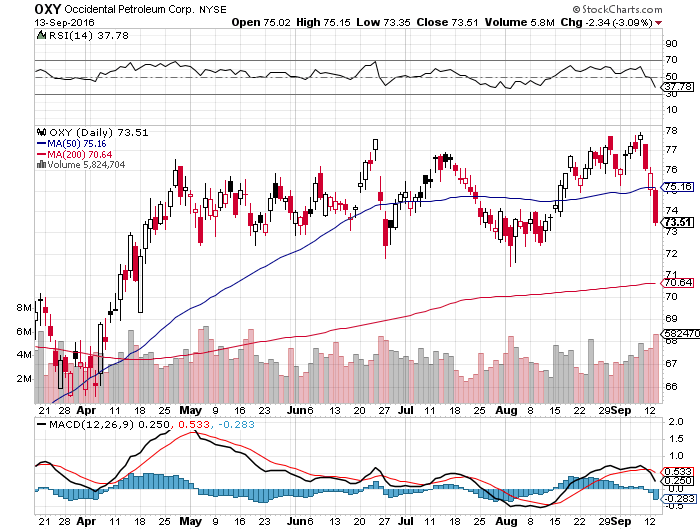 OXY Occidental Petroleum Corp. NYSE © StockCharts.com
13-Sep-2016 Open 75.02 High 75.15 Low 73.35 Close 73.51 Volume 5.8M Chg -2.34 (-3.09%)
RSI(14) 37.78
90
70
50
37.78
30
10
OXY (Daily) 73.51
MA(50) 75.16
MA(200) 70.64
Volume 5,824,704
78
77
76
75.16
74
73.51
73
72
71
70.64
70
69
8M
68
6M
582470
4M
67
2M
66
21 28 Apr 11 18 25 May 9 16 23 Jun 6 13 20 27 Jul 11 18 25 Aug 8 15 22 29 Sep 12
MACD(12,26,9) 0.250, 0.533, -0.283
2.0
1.5
1.0
0.533
0.250
0.0
-0.283
-0.5
21 28 Apr 11 18 25 May 9 16 23 Jun 6 13 20 27 Jul 11 18 25 Aug 8 15 22 29 Sep 12